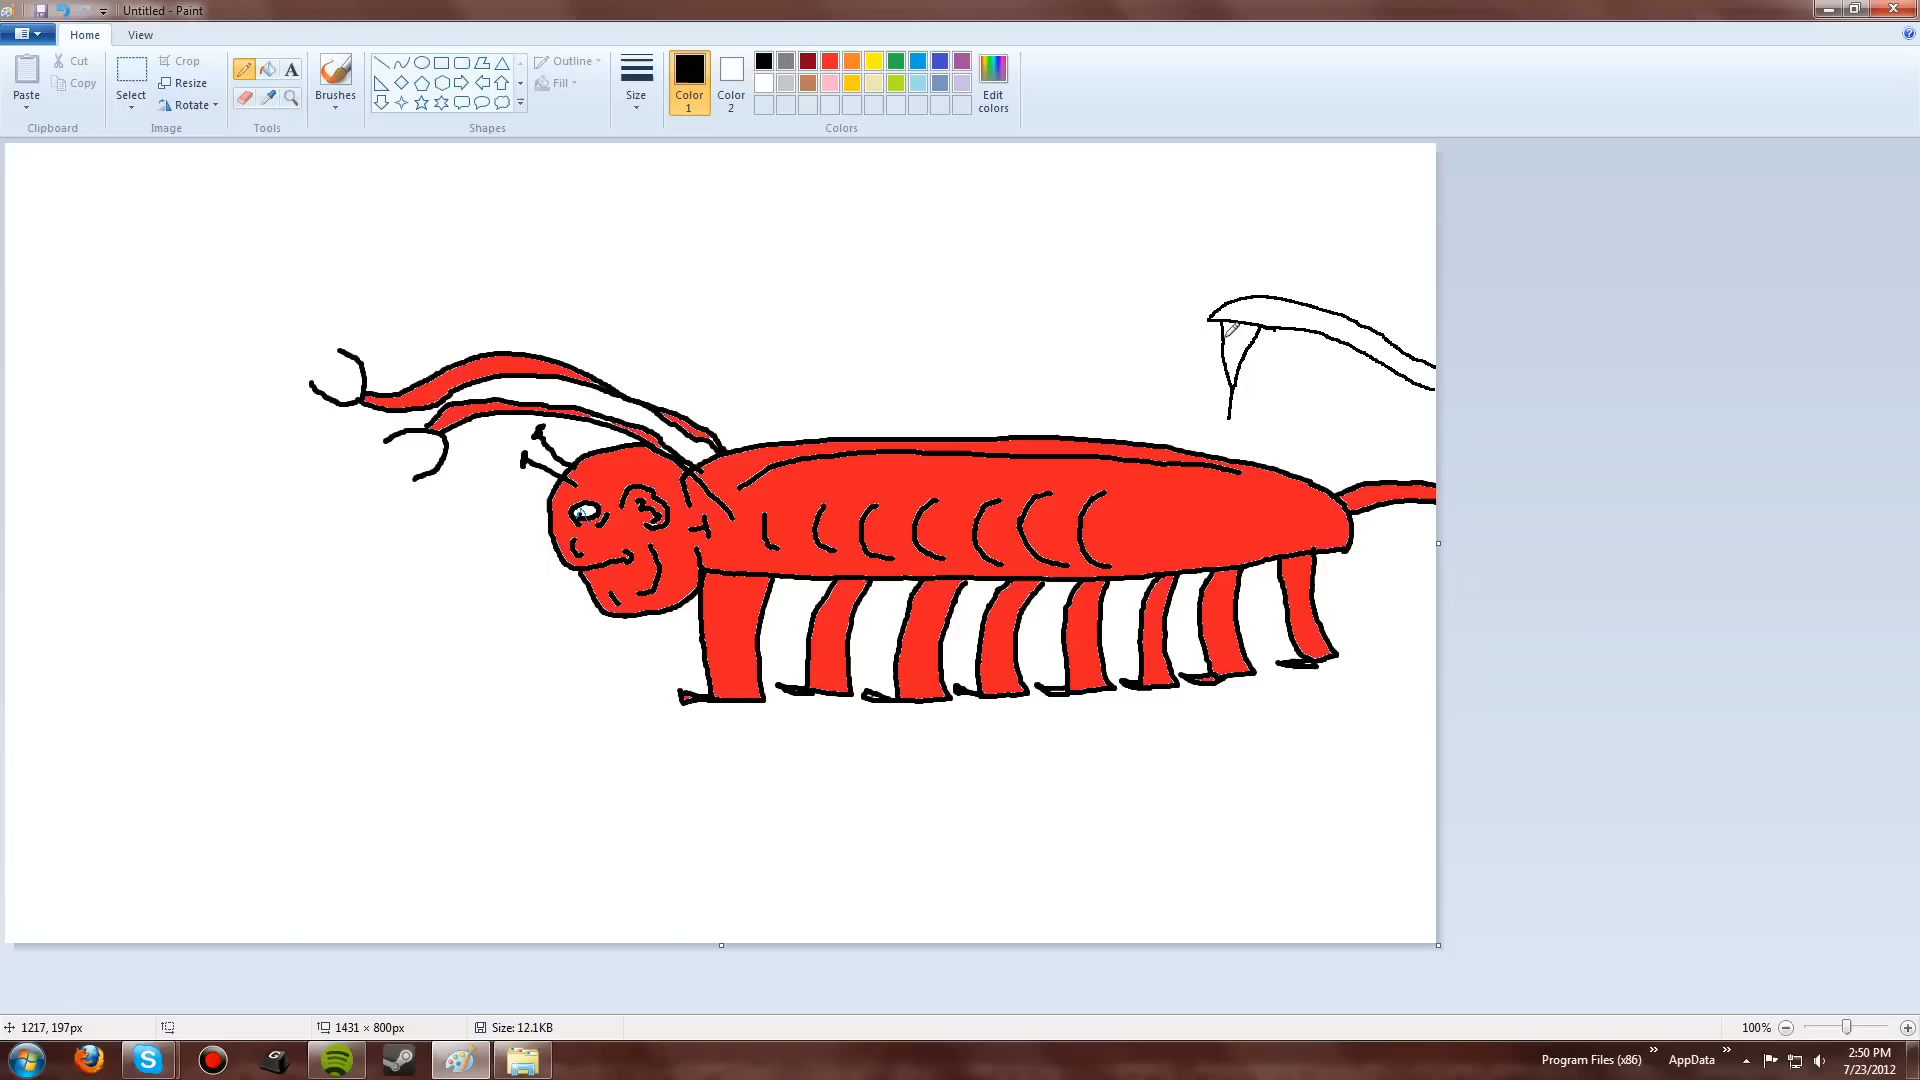 Untitled - Paint
Home View
Paste
Cut
Copy
Clipboard
Select
Crop
Resize
Rotate
Image
A
Tools
Brushes
Outline
Fill
Shapes
Size
Color 1
Color 2
Edit colors
Colors
1217, 197px
1431 × 800px
Size: 12.1KB
100%
Program Files (x86) »
AppData »
2:50 PM
7/23/2012